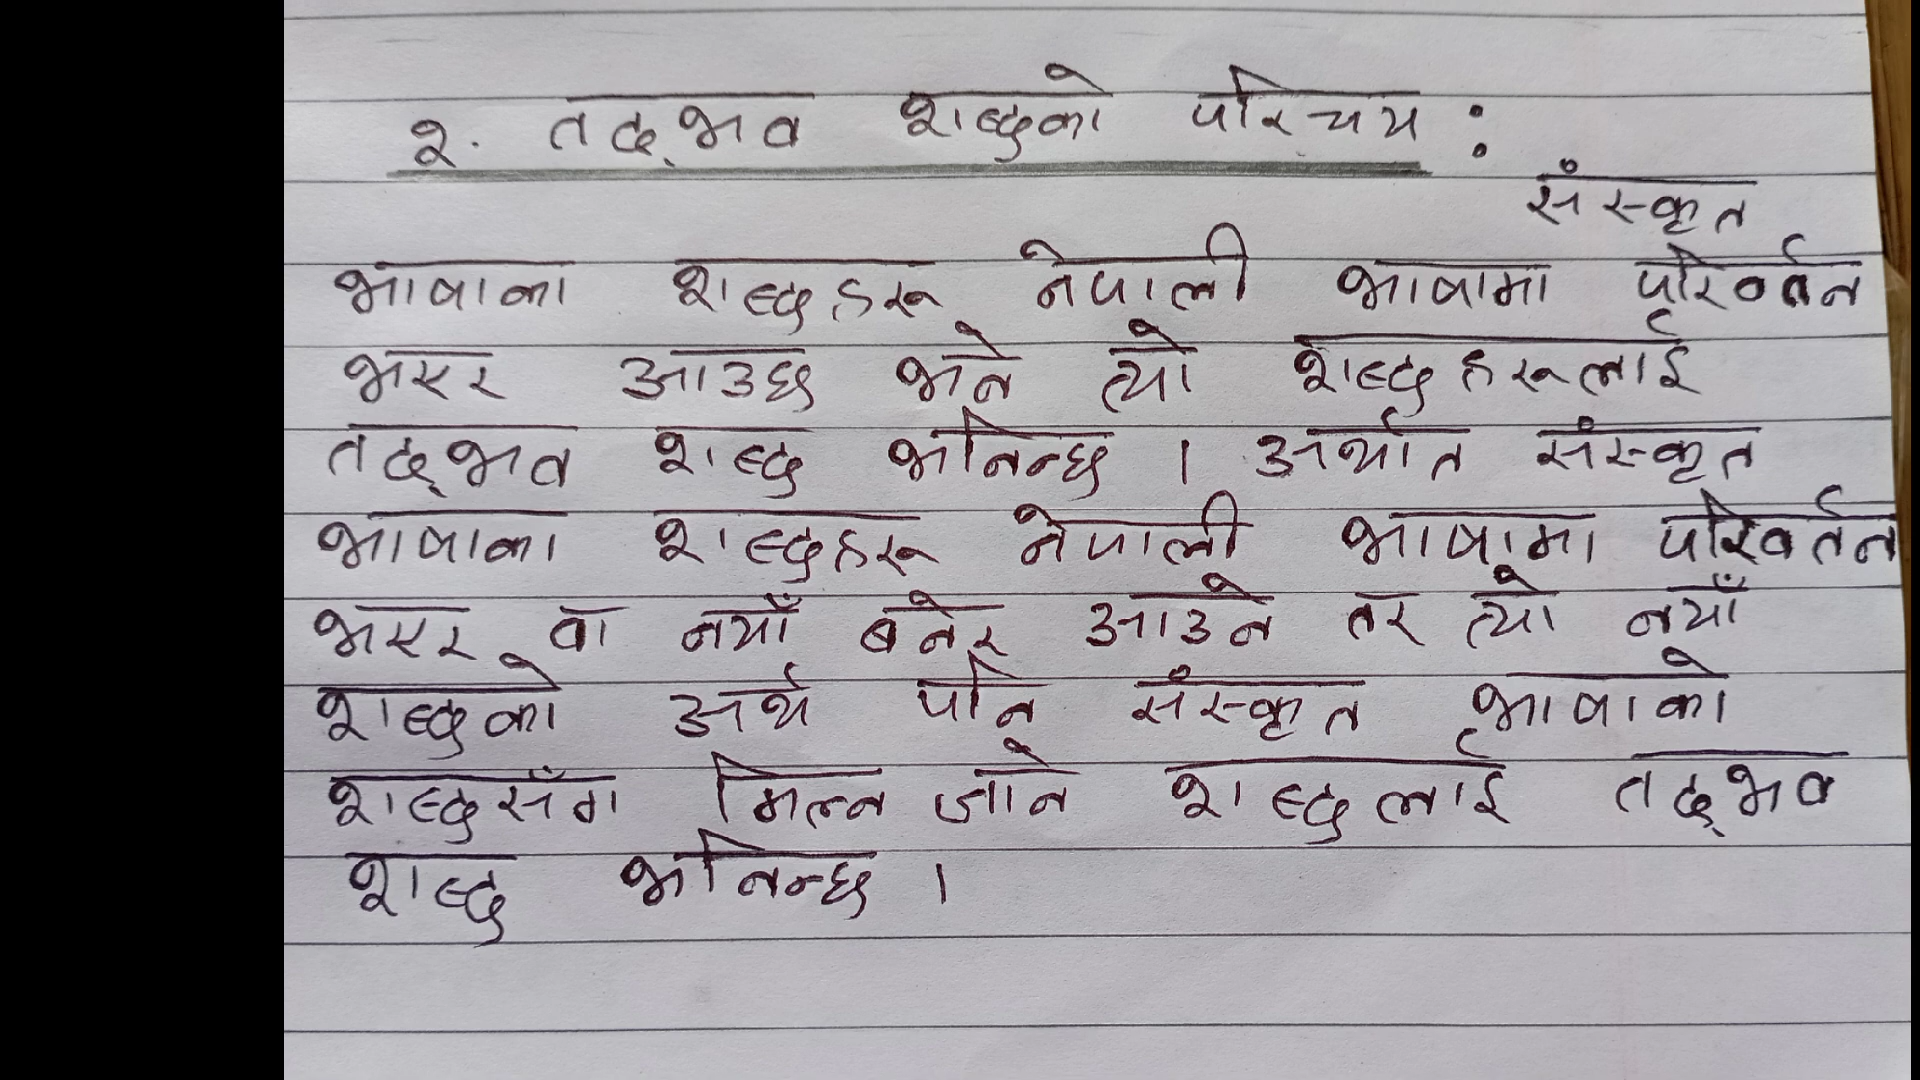 २. तद्भव शब्दको परिचय :
संस्कृत
भाषाका शब्दहरू नेपाली भाषामा परिवर्तन
भएर आउछ भने त्यो शब्दहरूलाई
तद्भव शब्द भनिन्छ । अर्थात संस्कृत
भाषाका शब्दहरू नेपाली भाषामा परिवर्तन
भएर वा नयाँ बनेर आउने तर त्यो नयाँ
शब्दको अर्थ पनि संस्कृत भाषाको
शब्दसँग मिल्न जाने शब्दलाई तद्भव
शब्द भनिन्छ ।